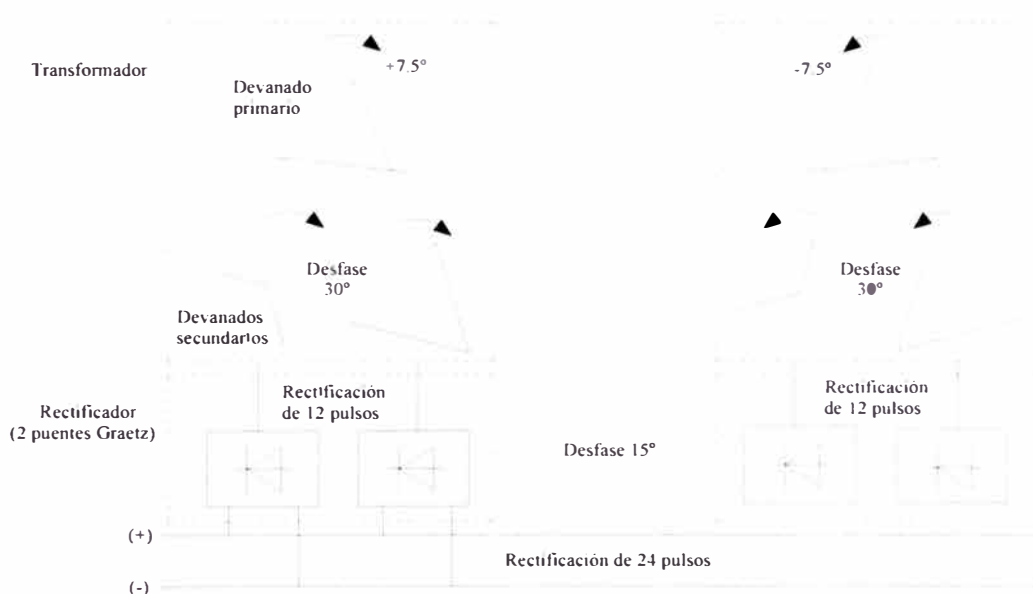 Transformador
+7.5°
-7.5°
Devanado
primario
Desfase
30°
Desfase
30°
Devanados
secundarios
Rectificación
de 12 pulsos
Rectificación
de 12 pulsos
Rectificador
(2 puentes Graetz)
Desfase 15°
(+)
Rectificación de 24 pulsos
(-)